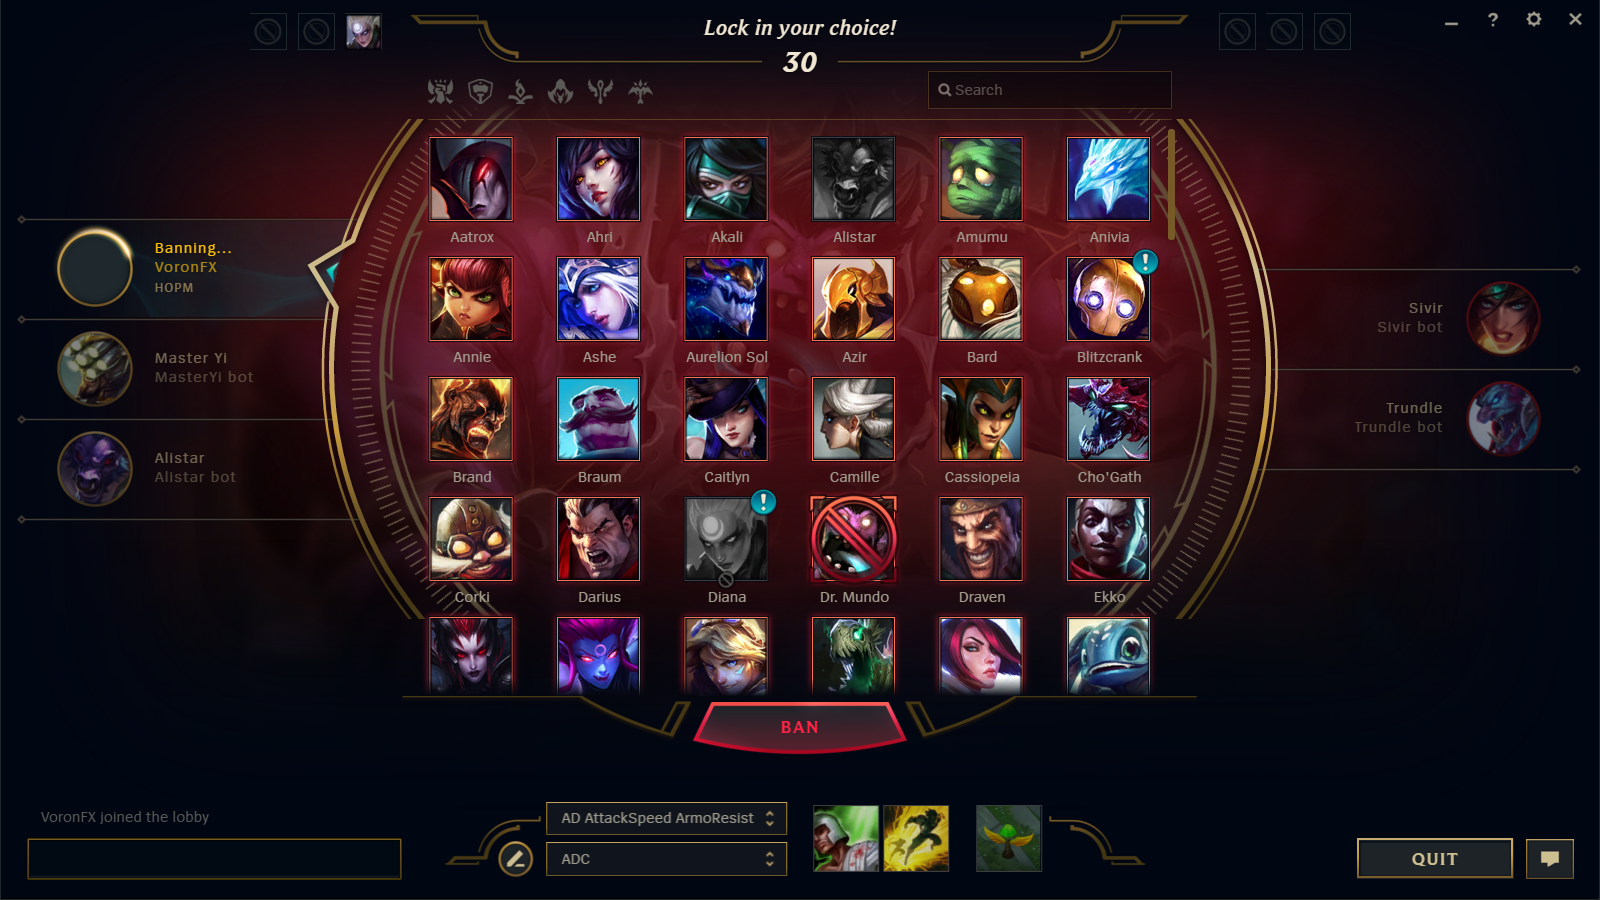 Lock in your choice!
30
Search
Banning...
VoronFX
НОРМ
Master Yi
MasterYi bot
Alistar
Alistar bot
Aatrox
Ahri
Akali
Alistar
Amumu
Anivia
Annie
Ashe
Aurelion Sol
Azir
Bard
Blitzcrank
Brand
Braum
Caitlyn
Camille
Cassiopeia
Cho'Gath
Corki
Darius
Diana
Dr. Mundo
Draven
Ekko
Sivir
Sivir bot
Trundle
Trundle bot
BAN
VoronFX joined the lobby
AD AttackSpeed ArmoResist
ADC
QUIT